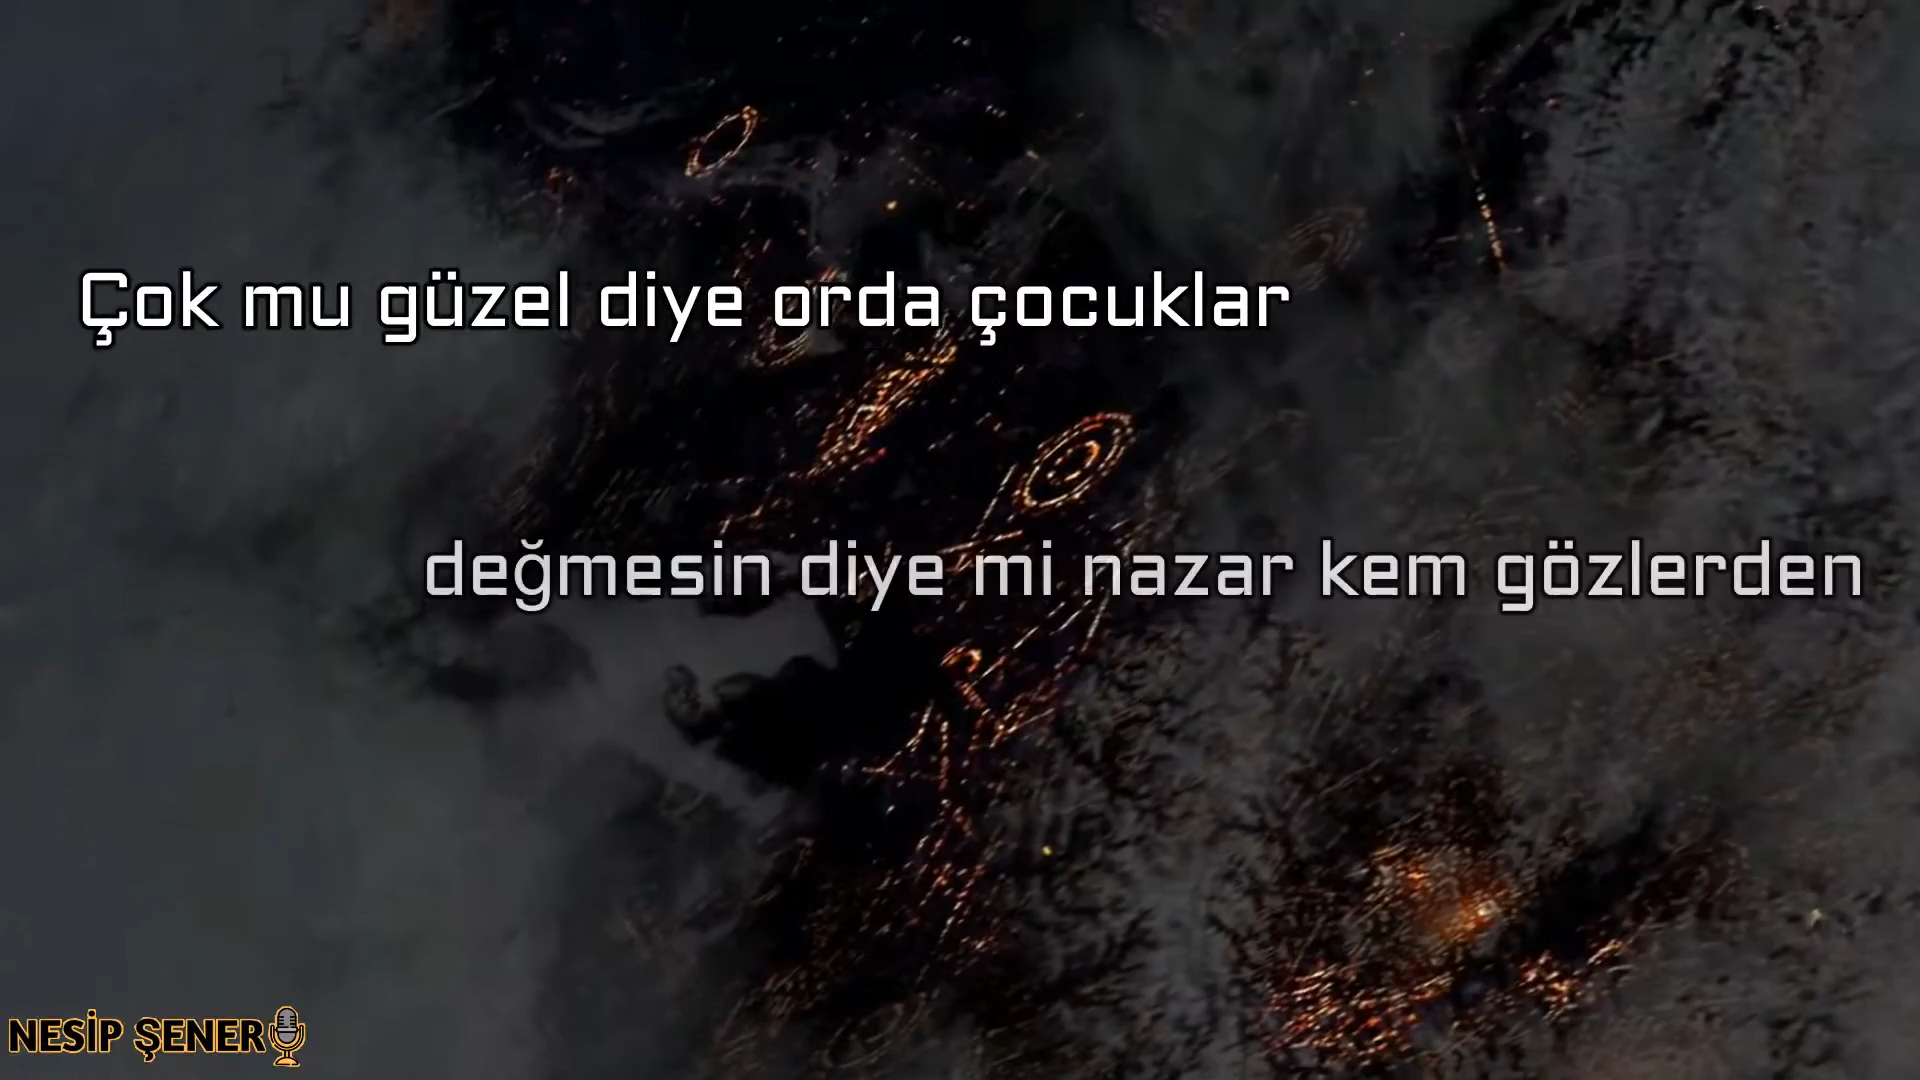 Çok mu güzel diye orda çocuklar
değmesin diye mi nazar kem gözlerden
NESİP ŞENER